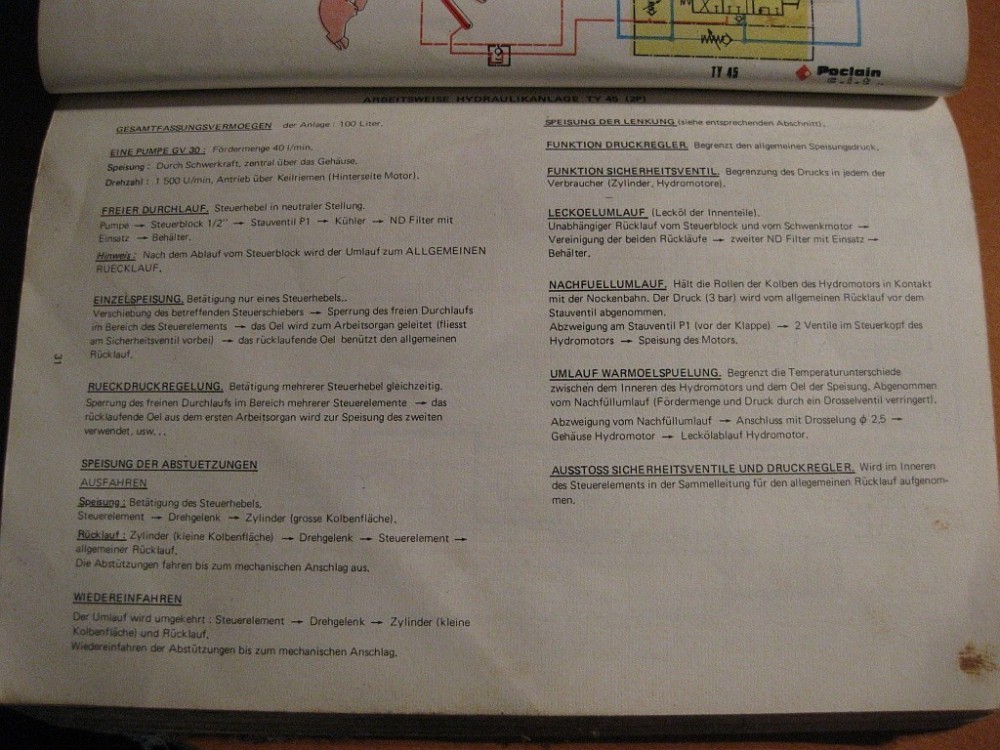 TY 45
Poclain
ARBEITSWEISE HYDRAULIKANLAGE TY 45 (2P)
GESAMTFASSUNGSVERMOEGEN der Anlage : 100 Liter.
EINE PUMPE GV 30 : Fördermenge 40 l/min.
Speisung : Durch Schwerkraft, zentral über das Gehäuse.
Drehzahl : 1 500 U/min, Antrieb über Keilriemen (Hinterseite Motor).
FREIER DURCHLAUF. Steuerhebel in neutraler Stellung.
Pumpe → Steuerblock 1/2" → Stauventil P1 → Kühler → ND Filter mit
Einsatz → Behälter.
Hinweis : Nach dem Ablauf vom Steuerblock wird der Umlauf zum ALLGEMEINEN
RUECKLAUF.
EINZELSPEISUNG. Betätigung nur eines Steuerhebels..
Verschiebung des betreffenden Steuerschiebers → Sperrung des freien Durchlaufs
im Bereich des Steuerelements → das Oel wird zum Arbeitsorgan geleitet (fliesst
am Sicherheitsventil vorbei) → das rücklaufende Oel benützt den allgemeinen
Rücklauf.
31
RUECKDRUCKREGELUNG. Betätigung mehrerer Steuerhebel gleichzeitig.
Sperrung des freinen Durchlaufs im Bereich mehrerer Steuerelemente → das
rücklaufende Oel aus dem ersten Arbeitsorgan wird zur Speisung des zweiten
verwendet, usw...
SPEISUNG DER ABSTUETZUNGEN
AUSFAHREN
Speisung : Betätigung des Steuerhebels.
Steuerelement → Drehgelenk → Zylinder (grosse Kolbenfläche).
Rücklauf : Zylinder (kleine Kolbenfläche) → Drehgelenk → Steuerelement →
allgemeiner Rücklauf.
Die Abstützungen fahren bis zum mechanischen Anschlag aus.
WIEDEREINFAHREN
Der Umlauf wird umgekehrt : Steuerelement → Drehgelenk → Zylinder (kleine
Kolbenfläche) und Rücklauf.
Wiedereinfahren der Abstützungen bis zum mechanischen Anschlag.
SPEISUNG DER LENKUNG (siehe entsprechenden Abschnitt).
FUNKTION DRUCKREGLER. Begrenzt den allgemeinen Speisungsdruck.
FUNKTION SICHERHEITSVENTIL. Begrenzung des Drucks in jedem der
Verbraucher (Zylinder, Hydromotore).
LECKOELUMLAUF. (Lecköl der Innenteile).
Unabhängiger Rücklauf vom Steuerblock und vom Schwenkmotor →
Vereinigung der beiden Rückläufe → zweiter ND Filter mit Einsatz →
Behälter.
NACHFUELLUMLAUF. Hält die Rollen der Kolben des Hydromotors in Kontakt
mit der Nockenbahn. Der Druck (3 bar) wird vom allgemeinen Rücklauf vor dem
Stauventil abgenommen.
Abzweigung am Stauventil P1 (vor der Klappe) → 2 Ventile im Steuerkopf des
Hydromotors → Speisung des Motors.
UMLAUF WARMOELSPUELUNG. Begrenzt die Temperaturunterschiede
zwischen dem Inneren des Hydromotors und dem Oel der Speisung. Abgenommen
vom Nachfüllumlauf (Fördermenge und Druck durch ein Drosselventil verringert).
Abzweigung vom Nachfüllumlauf → Anschluss mit Drosselung ϕ 2,5 →
Gehäuse Hydromotor → Leckölablauf Hydromotor.
AUSSTOSS SICHERHEITSVENTILE UND DRUCKREGLER. Wird im Inneren
des Steuerelements in der Sammelleitung für den allegemeinen Rücklauf aufgenom-
men.